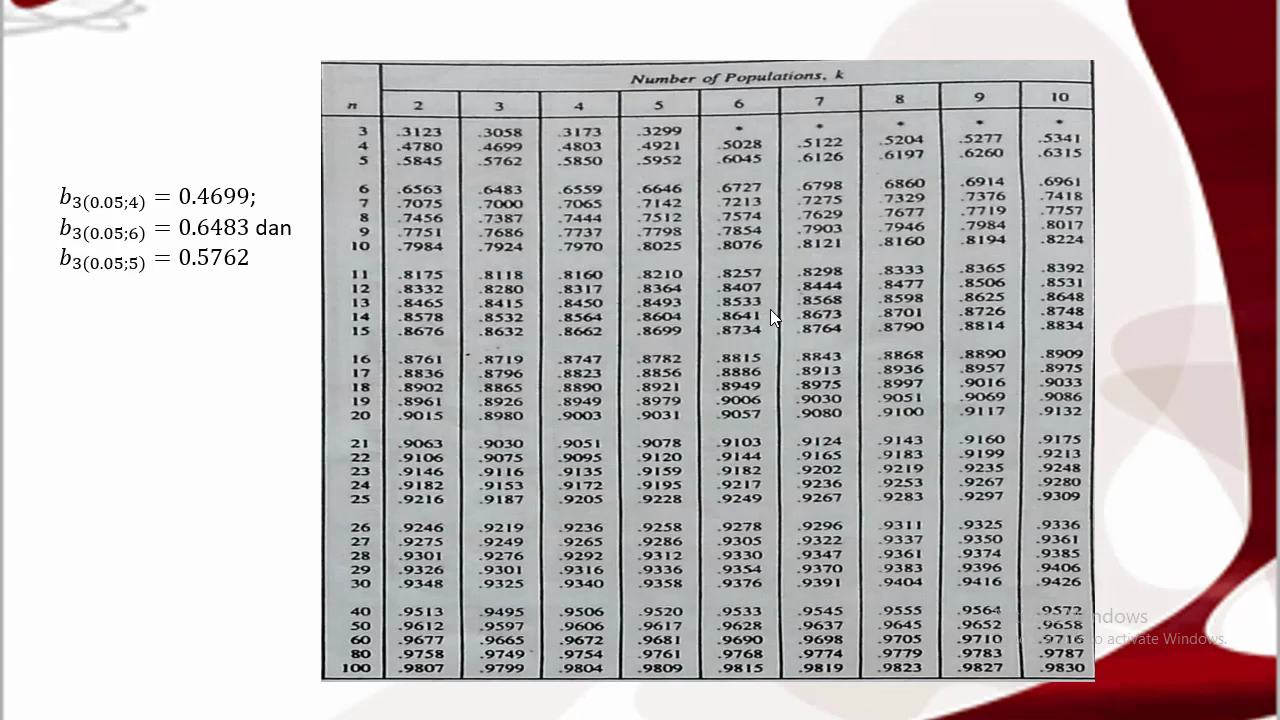 b3(0.05;4) = 0.4699;
b3(0.05;6) = 0.6483 dan
b3(0.05;5) = 0.5762
Number of Populations, k
n 2 3 4 5 6 7 8 9 10
3 .3123 .3058 .3173 .3299 * * * * *
4 .4780 .4699 .4803 .4921 .5028 .5122 .5204 .5277 .5341
5 .5845 .5762 .5850 .5952 .6045 .6126 .6197 .6260 .6315
6 .6563 .6483 .6559 .6646 .6727 .6798 .6860 .6914 .6961
7 .7075 .7000 .7065 .7142 .7213 .7275 .7329 .7376 .7418
8 .7456 .7387 .7444 .7512 .7574 .7629 .7677 .7719 .7757
9 .7751 .7686 .7737 .7798 .7854 .7903 .7946 .7984 .8017
10 .7984 .7924 .7970 .8025 .8076 .8121 .8160 .8194 .8224
11 .8175 .8118 .8160 .8210 .8257 .8298 .8333 .8365 .8392
12 .8332 .8280 .8317 .8364 .8407 .8444 .8477 .8506 .8531
13 .8465 .8415 .8450 .8493 .8533 .8568 .8598 .8625 .8648
14 .8578 .8532 .8564 .8604 .8641 .8673 .8701 .8726 .8748
15 .8676 .8632 .8662 .8699 .8734 .8764 .8790 .8814 .8834
16 .8761 .8719 .8747 .8782 .8815 .8843 .8868 .8890 .8909
17 .8836 .8796 .8823 .8856 .8886 .8913 .8936 .8957 .8975
18 .8902 .8865 .8890 .8921 .8949 .8975 .8997 .9016 .9033
19 .8961 .8926 .8949 .8979 .9006 .9030 .9051 .9069 .9086
20 .9015 .8980 .9003 .9031 .9057 .9080 .9100 .9117 .9132
21 .9063 .9030 .9051 .9078 .9103 .9124 .9143 .9160 .9175
22 .9106 .9075 .9095 .9120 .9144 .9165 .9183 .9199 .9213
23 .9146 .9116 .9135 .9159 .9182 .9202 .9219 .9235 .9248
24 .9182 .9153 .9172 .9195 .9217 .9236 .9253 .9267 .9280
25 .9216 .9187 .9205 .9228 .9249 .9267 .9283 .9297 .9309
26 .9246 .9219 .9236 .9258 .9278 .9296 .9311 .9325 .9336
27 .9275 .9249 .9265 .9286 .9305 .9322 .9337 .9350 .9361
28 .9301 .9276 .9292 .9312 .9330 .9347 .9361 .9374 .9385
29 .9326 .9301 .9316 .9336 .9354 .9370 .9383 .9396 .9406
30 .9348 .9325 .9340 .9358 .9376 .9391 .9404 .9416 .9426
40 .9513 .9495 .9506 .9520 .9533 .9545 .9555 .9564 .9572
50 .9612 .9597 .9606 .9617 .9628 .9637 .9645 .9652 .9658
60 .9677 .9665 .9672 .9681 .9690 .9698 .9705 .9710 .9716
80 .9758 .9749 .9754 .9761 .9768 .9774 .9779 .9783 .9787
100 .9807 .9799 .9804 .9809 .9815 .9819 .9823 .9827 .9830
to activate Windows.